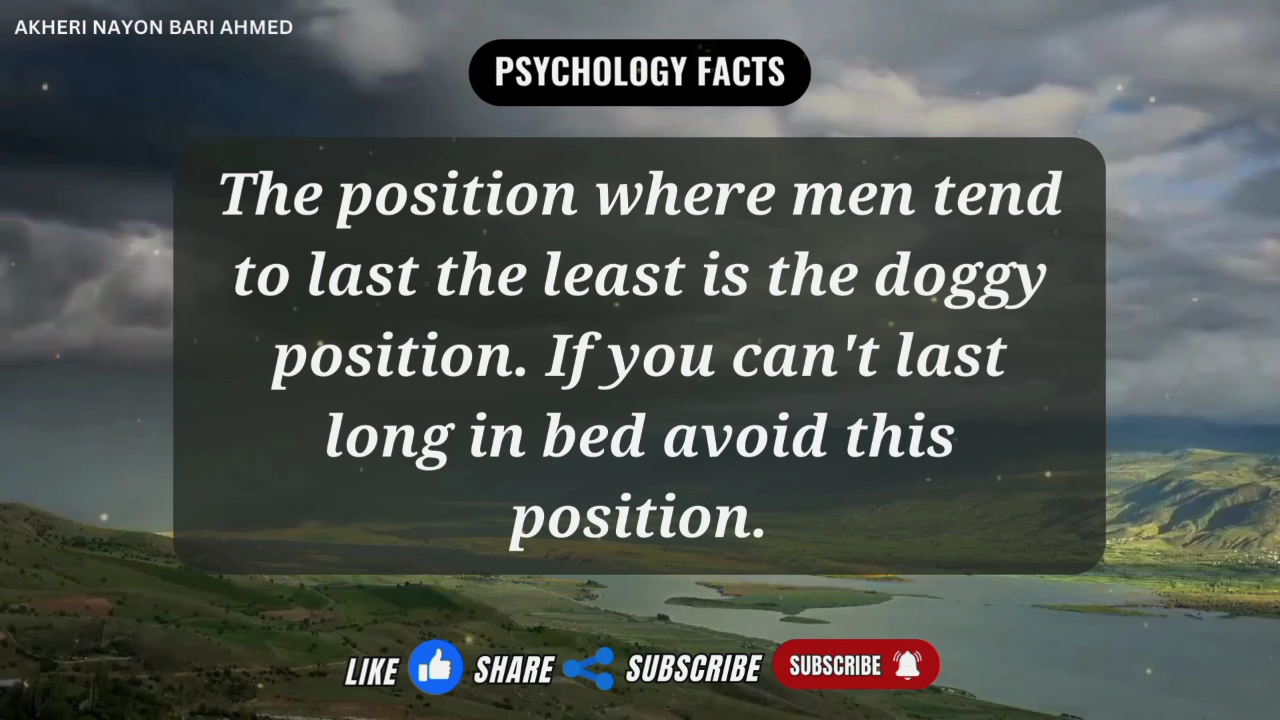 AKHERI NAYON BARI AHMED
PSYCHOLOGY FACTS
The position where men tend
to last the least is the doggy
position. If you can't last
long in bed avoid this
position.
LIKE SHARE SUBSCRIBE SUBSCRIBE